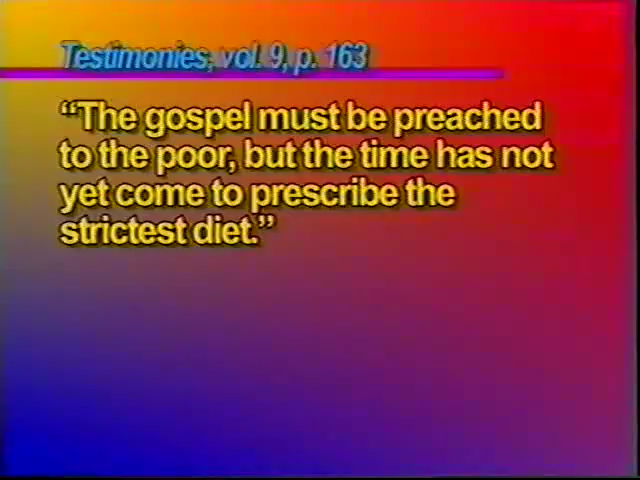 Testimonies, vol. 9, p. 163
“The gospel must be preached
to the poor, but the time has not
yet come to prescribe the
strictest diet.”